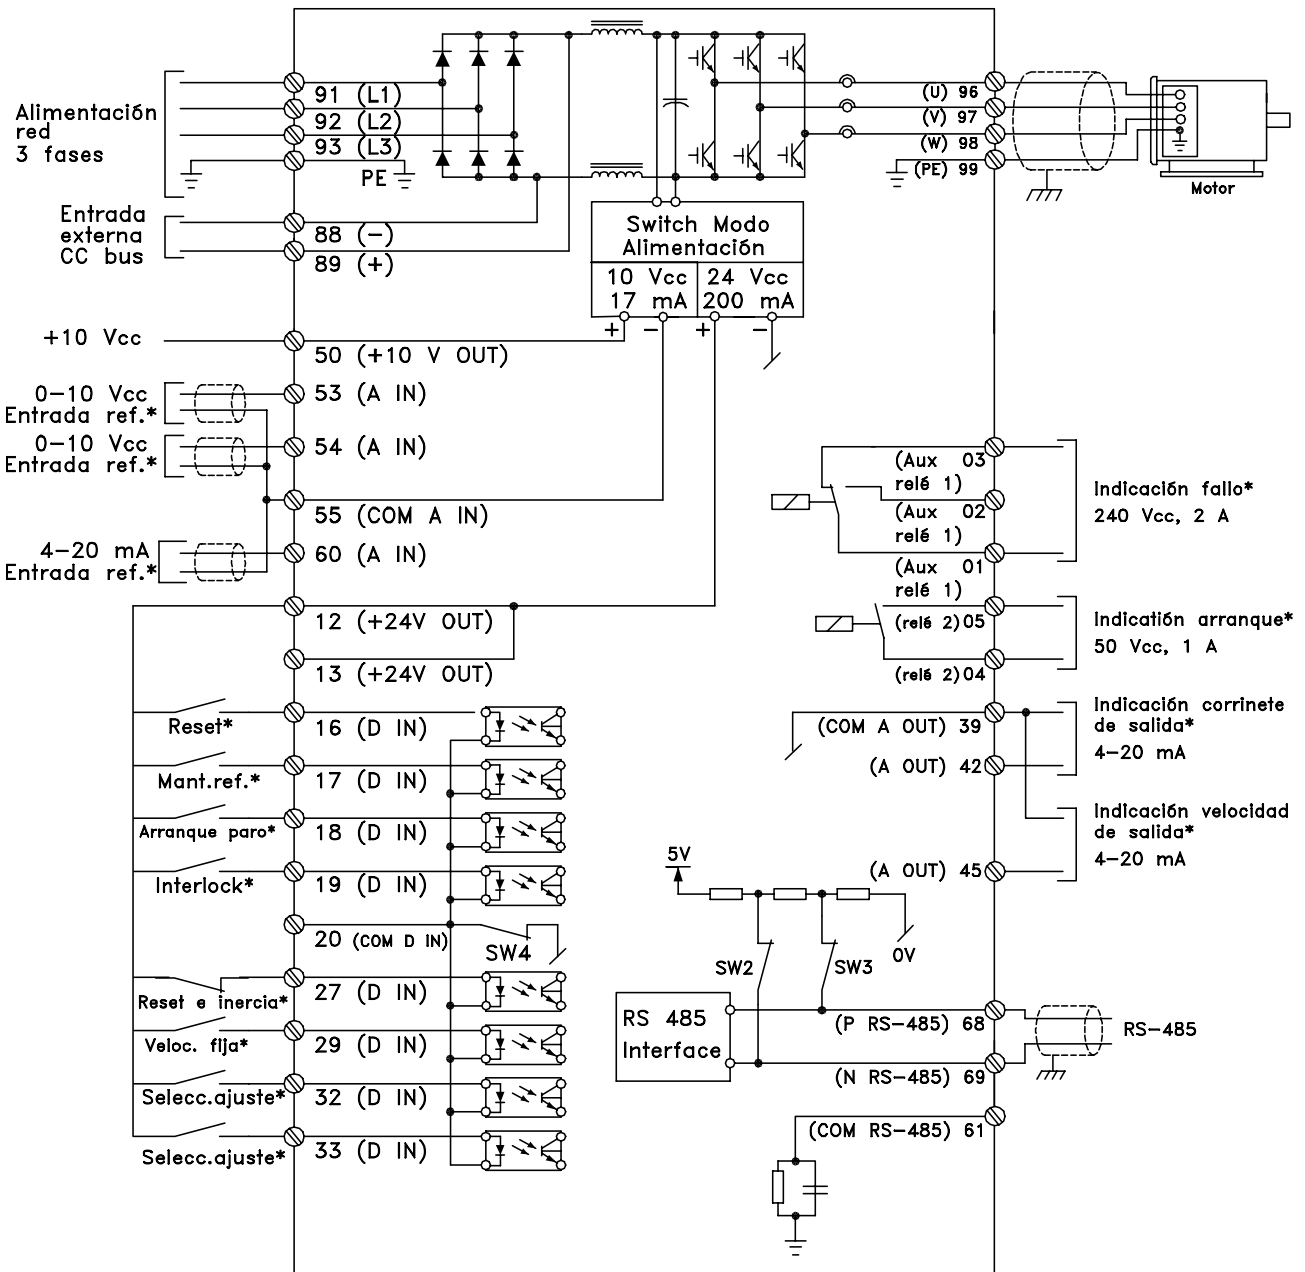 Alimentación
red
3 fases
91 (L1)
92 (L2)
93 (L3)
PE
Entrada
externa
CC bus
88 (−)
89 (+)
Switch Modo
Alimentación
10 Vcc
17 mA
24 Vcc
200 mA
+ − + −
(U) 96
(V) 97
(W) 98
(PE) 99
Motor
+10 Vcc
50 (+10 V OUT)
0−10 Vcc
Entrada ref.*
53 (A IN)
0−10 Vcc
Entrada ref.*
54 (A IN)
55 (COM A IN)
4−20 mA
Entrada ref.*
60 (A IN)
12 (+24V OUT)
13 (+24V OUT)
Reset*
16 (D IN)
Mant.ref.*
17 (D IN)
Arranque paro*
18 (D IN)
Interlock*
19 (D IN)
20 (COM D IN)
SW4
Reset e inercia*
27 (D IN)
Veloc. fija*
29 (D IN)
Selecc.ajuste*
32 (D IN)
Selecc.ajuste*
33 (D IN)
(Aux 03
relé 1)
(Aux 02
relé 1)
(Aux 01
relé 1)
Indicación fallo*
240 Vcc, 2 A
(relé 2)05
(relé 2)04
Indicatión arranque*
50 Vcc, 1 A
(COM A OUT) 39
(A OUT) 42
Indicación corrinete
de salida*
4−20 mA
(A OUT) 45
Indicación velocidad
de salida*
4−20 mA
5V
0V
SW2
SW3
RS 485
Interface
(P RS−485) 68
(N RS−485) 69
RS−485
(COM RS−485) 61